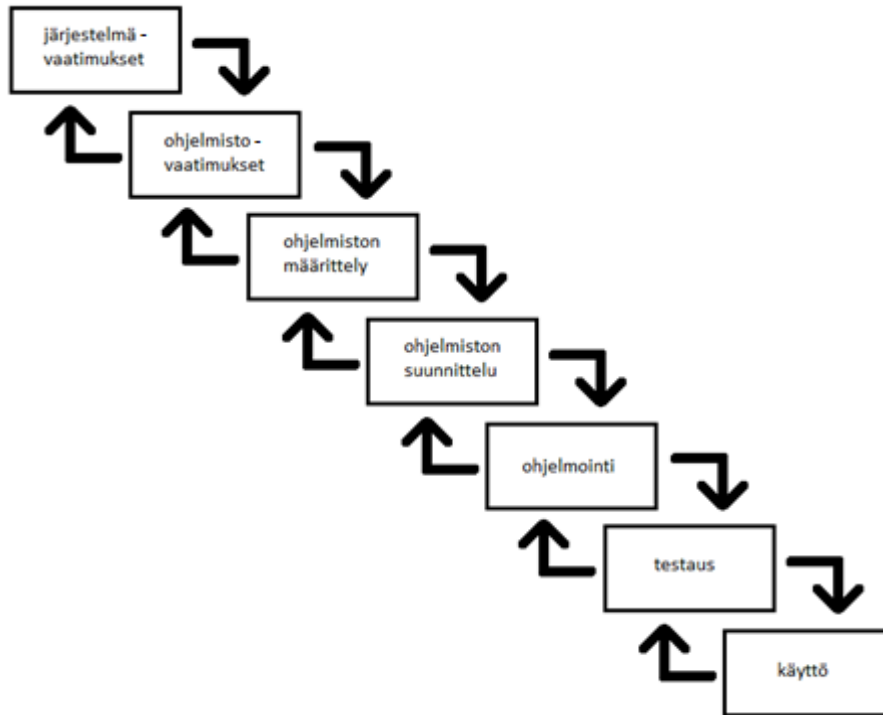 järjestelmä -
vaatimukset
ohjelmisto -
vaatimukset
ohjelmiston
määrittely
ohjelmiston
suunnittelu
ohjelmointi
testaus
käyttö